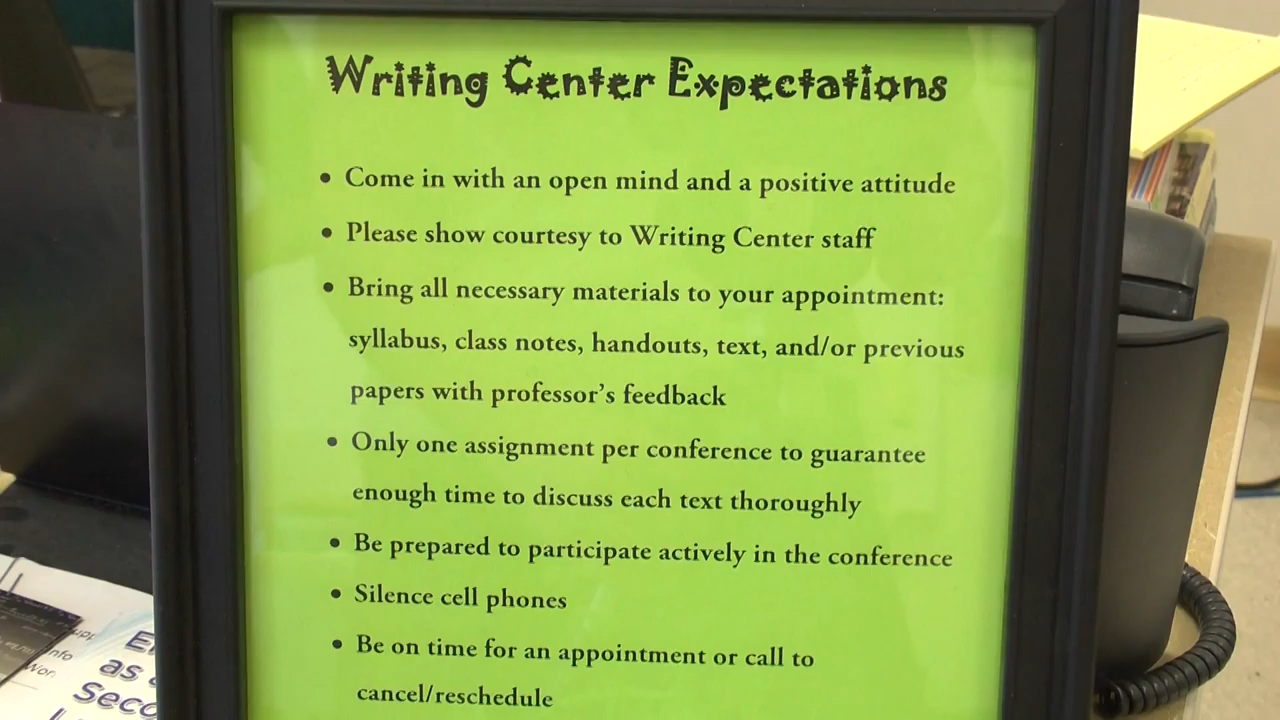 Writing Center Expectations
• Come in with an open mind and a positive attitude
• Please show courtesy to Writing Center staff
• Bring all necessary materials to your appointment:
syllabus, class notes, handouts, text, and/or previous
papers with professor's feedback
• Only one assignment per conference to guarantee
enough time to discuss each text thoroughly
• Be prepared to participate actively in the conference
• Silence cell phones
• Be on time for an appointment or call to
cancel/reschedule
as